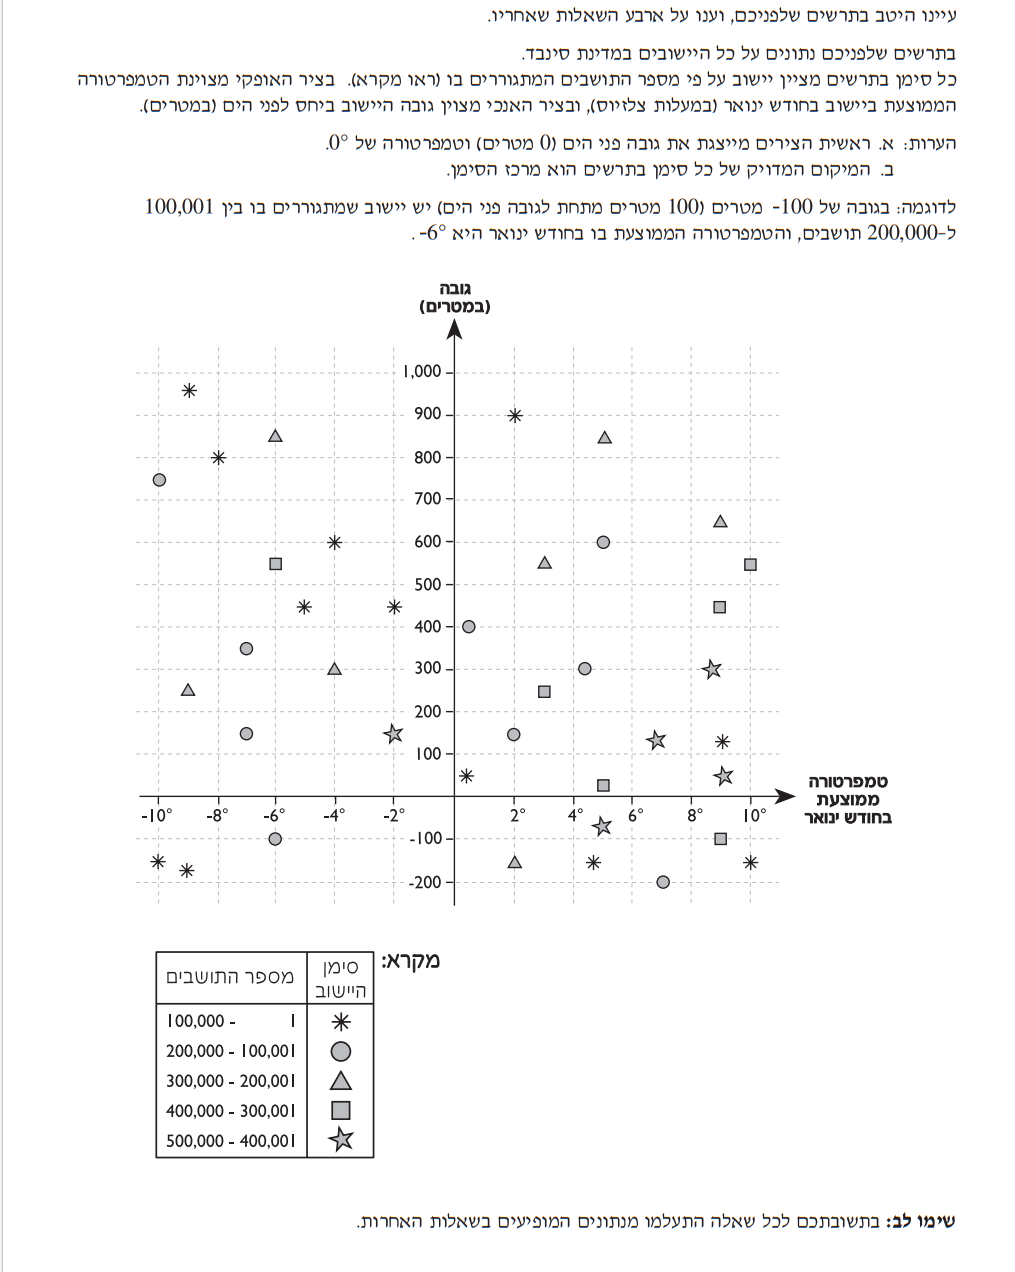 עיינו היטב בתרשים שלפניכם, וענו על ארבע השאלות שאחריו.
בתרשים שלפניכם נתונים על כל היישובים במדינת סינבד.
כל סימן בתרשים מציין יישוב על פי מספר התושבים המתגוררים בו (ראו מקרא). בציר האופקי מצוינת הטמפרטורה
הממוצעת ביישוב בחודש ינואר (במעלות צלזיוס), ובציר האנכי מצוין גובה היישוב ביחס לפני הים (במטרים).
הערות: א. ראשית הצירים מייצגת את גובה פני הים (0 מטרים) וטמפרטורה של 0°.
ב. המיקום המדויק של כל סימן בתרשים הוא מרכז הסימן.
לדוגמה: בגובה של 100- מטרים (100 מטרים מתחת לגובה פני הים) יש יישוב שמתגוררים בו בין 100,001
ל-200,000 תושבים, והטמפרטורה הממוצעת בו בחודש ינואר היא 6°-.
גובה
(במטרים)
1,000
900
800
700
600
500
400
300
200
100
טמפרטורה
ממוצעת
בחודש ינואר
-10° -8° -6° -4° -2° 2° 4° 6° 8° 10°
-100
-200
מקרא:
סימן היישוב מספר התושבים
1 - 100,000
100,001 - 200,000
200,001 - 300,000
300,001 - 400,000
400,001 - 500,000
שימו לב: בתשובתכם לכל שאלה התעלמו מנתונים המופיעים בשאלות האחרות.